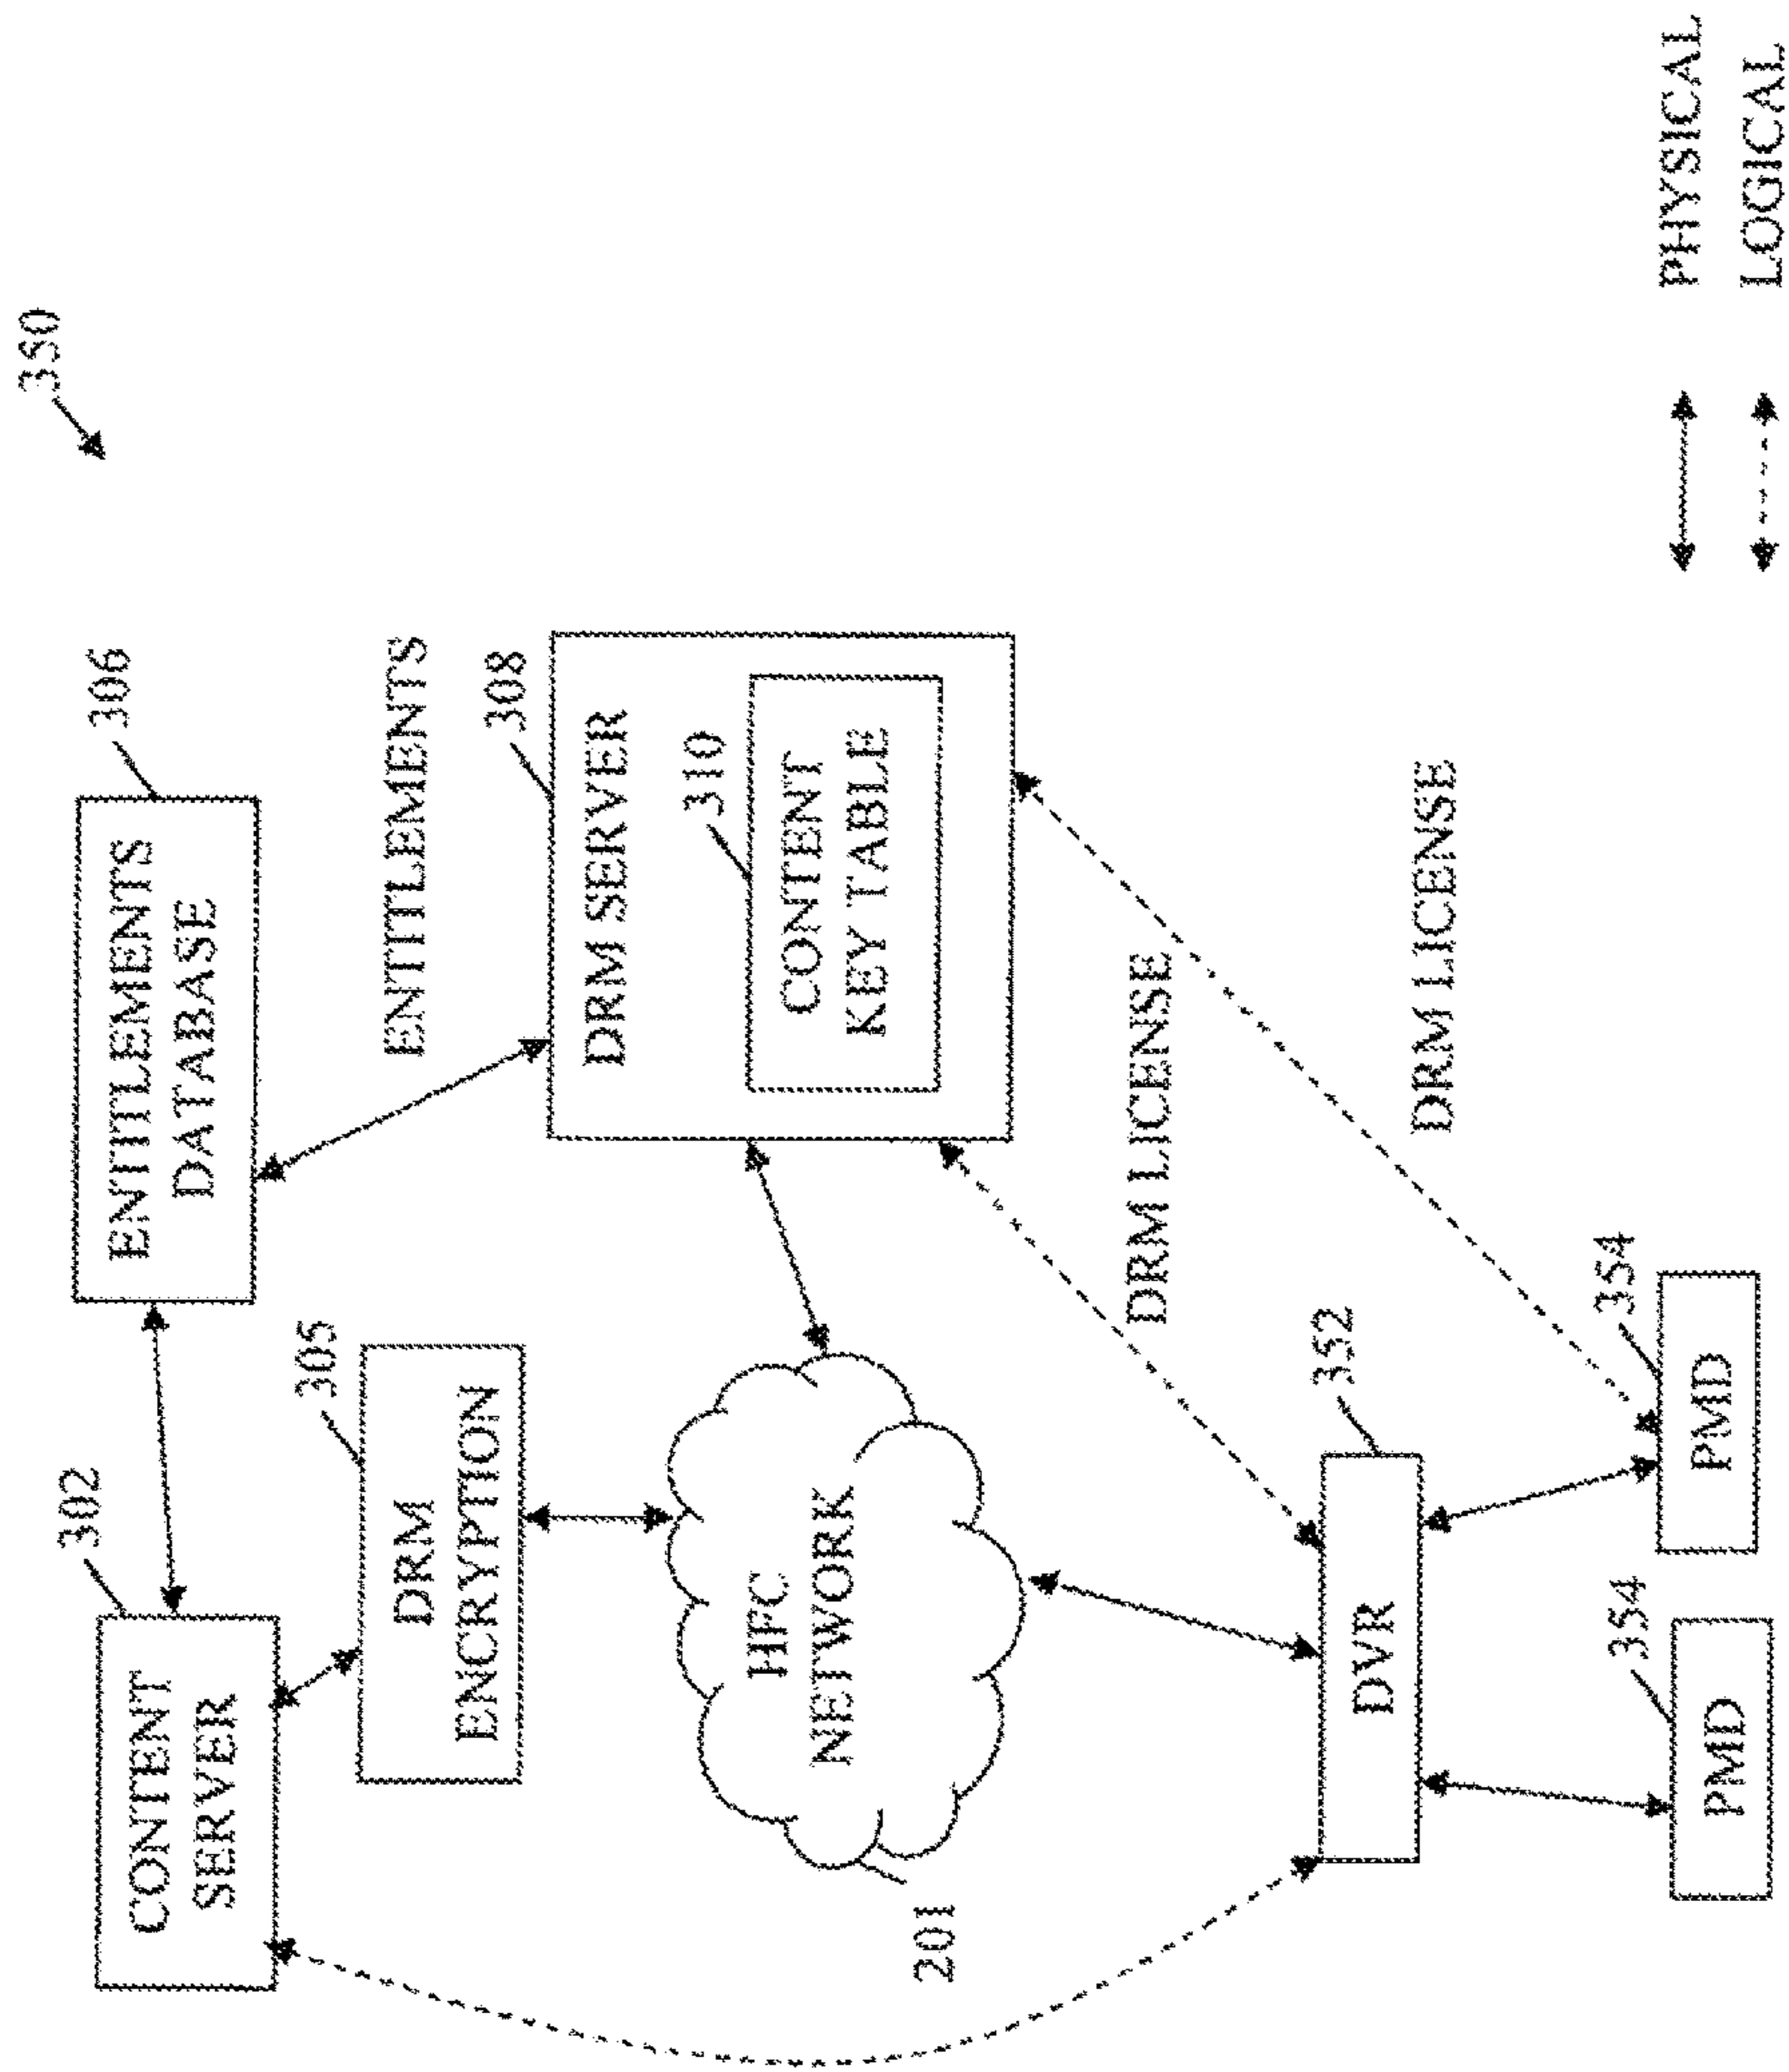 350
302
CONTENT
SERVER
306
ENTITLEMENTS
DATABASE
305
DRM
ENCRYPTION
ENTITLEMENTS
308
DRM SERVER
310
CONTENT
KEY TABLE
HFC
NETWORK
201
DRM LICENSE
DRM LICENSE
352
DVR
354
PMD
354
PMD
PHYSICAL
LOGICAL